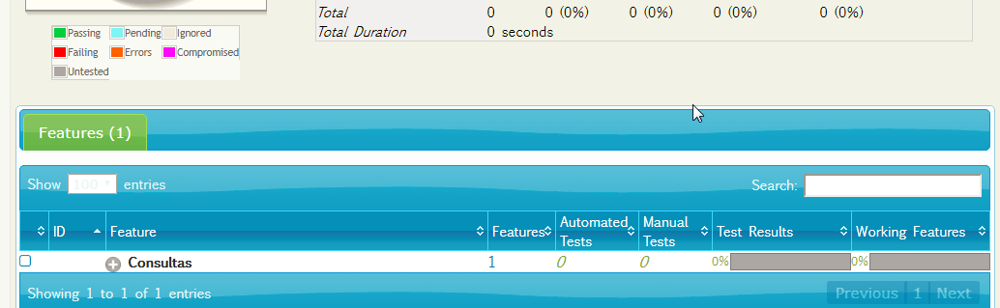 Total 0 0 (0%) 0 (0%) 0 (0%) 0 (0%)
Total Duration 0 seconds
Passing Pending Ignored
Failing Errors Compromised
Untested
Features (1)
Show 100 entries Search:
ID Feature Features Automated Tests Manual Tests Test Results Working Features
Consultas 1 0 0 0% 0%
Showing 1 to 1 of 1 entries Previous 1 Next